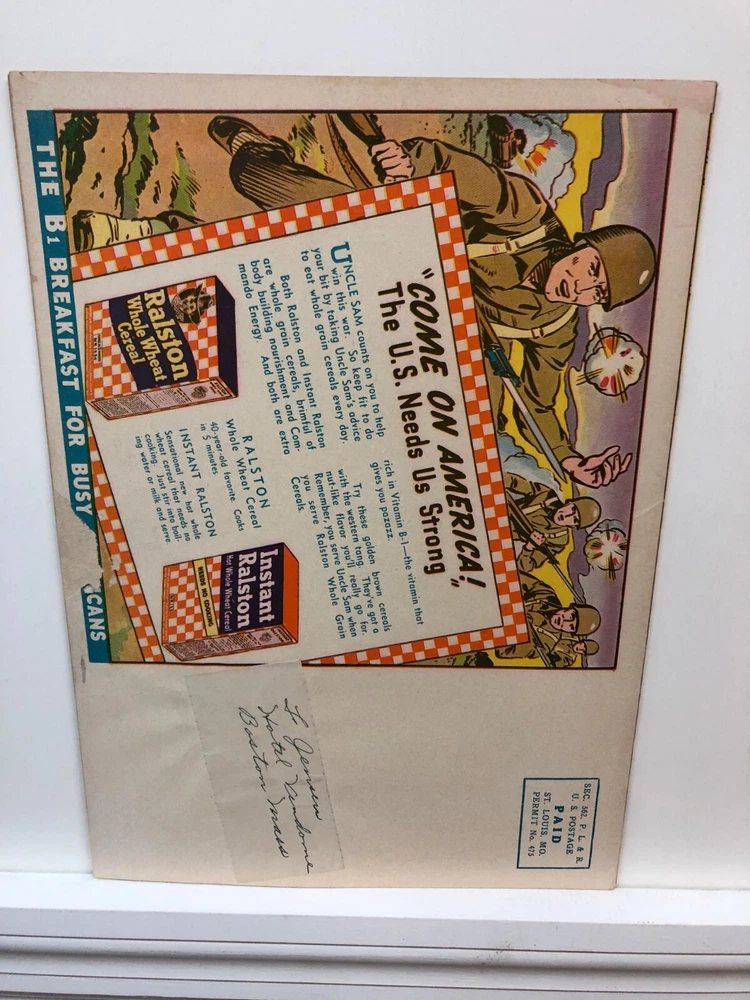 "COME ON AMERICA!"
The U.S. Needs Us Strong
UNCLE SAM counts on you to help
win this war. So keep fit to do
your bit by taking Uncle Sam's advice
to eat whole grain cereals every day.
Both Ralston and Instant Ralston
are whole grain cereals, brimful of
body building nourishment and Com-
mando Energy. And both are extra
rich in Vitamin B-1—the vitamin that
gives you pazazz.
Try these golden brown cereals
with the western tang. They've got a
nut-like flavor you'll really go for.
Remember, you serve Uncle Sam when
you serve Ralston Whole Grain
Cereals.
Ralston
Whole Wheat
Cereal
RALSTON
Whole Wheat Cereal
40-year-old favorite. Cooks
in 5 minutes
INSTANT RALSTON
Sensational new hot whole
wheat cereal that needs no
cooking. Just stir into boil-
ing water or milk and serve.
Instant
Ralston
Hot Whole Wheat Cereal
NEEDS NO COOKING
THE B1 BREAKFAST FOR BUSY
ICANS
SEC. 562, P. L. & R.
U. S. POSTAGE
PAID
ST. LOUIS, MO.
PERMIT No. 475
Jensen
Hotel Vendome
Boston Mass